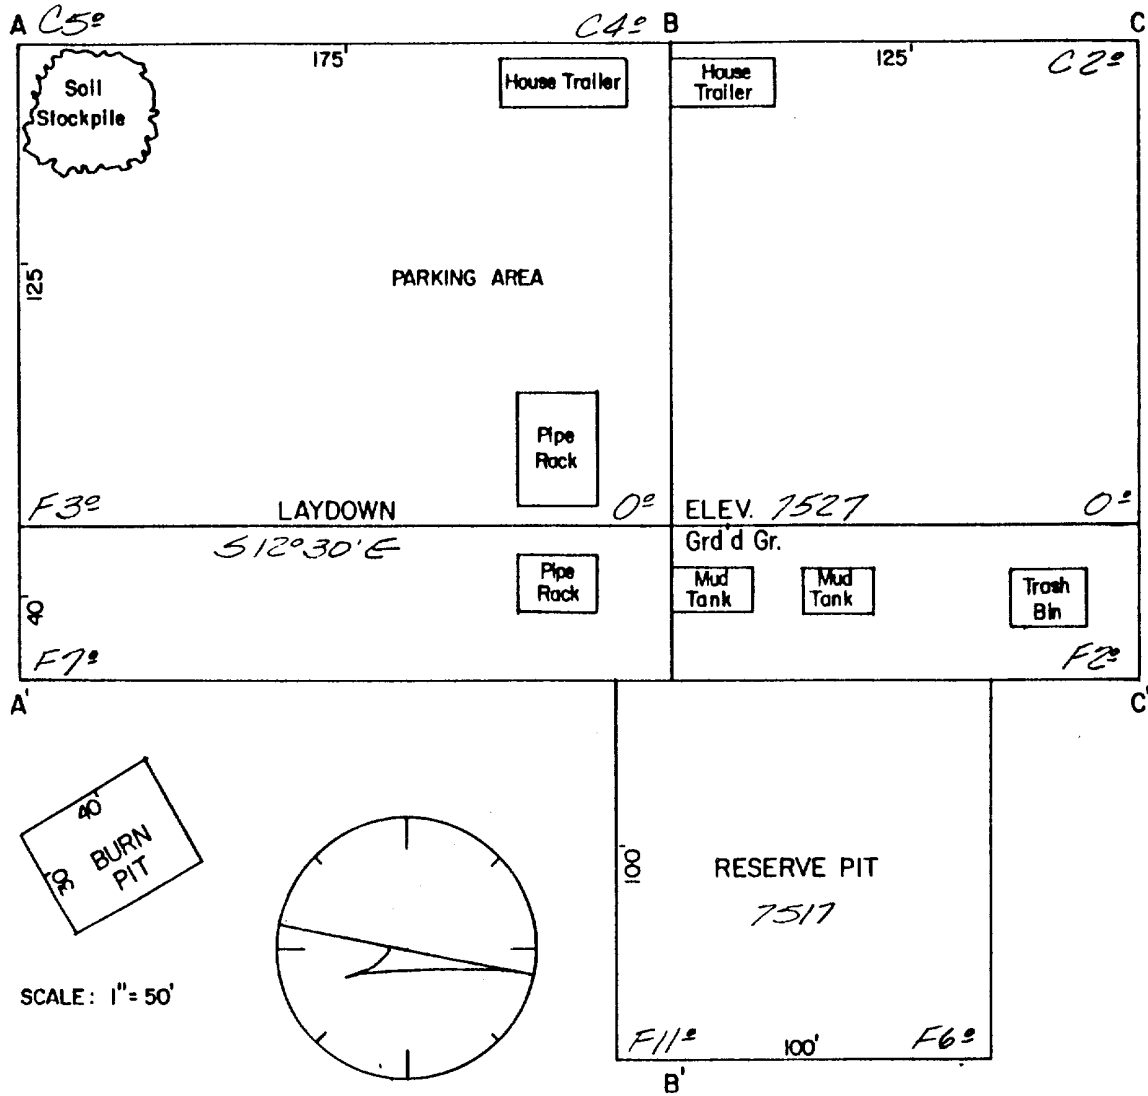 A C5º C4º B C
175' 125' C2º
Soil
Stockpile
House Trailer
House
Trailer
125'
PARKING AREA
Pipe
Rack
F3º LAYDOWN 0º ELEV. 7527 0º
S12°30'E
Grd'd Gr.
Pipe
Rack
Mud
Tank
Mud
Tank
Trash
Bin
40'
F7º F2º
A' C'
40'
30'
BURN
PIT
100'
RESERVE PIT
7517
SCALE: 1"=50'
F11º 100' F6º
B'